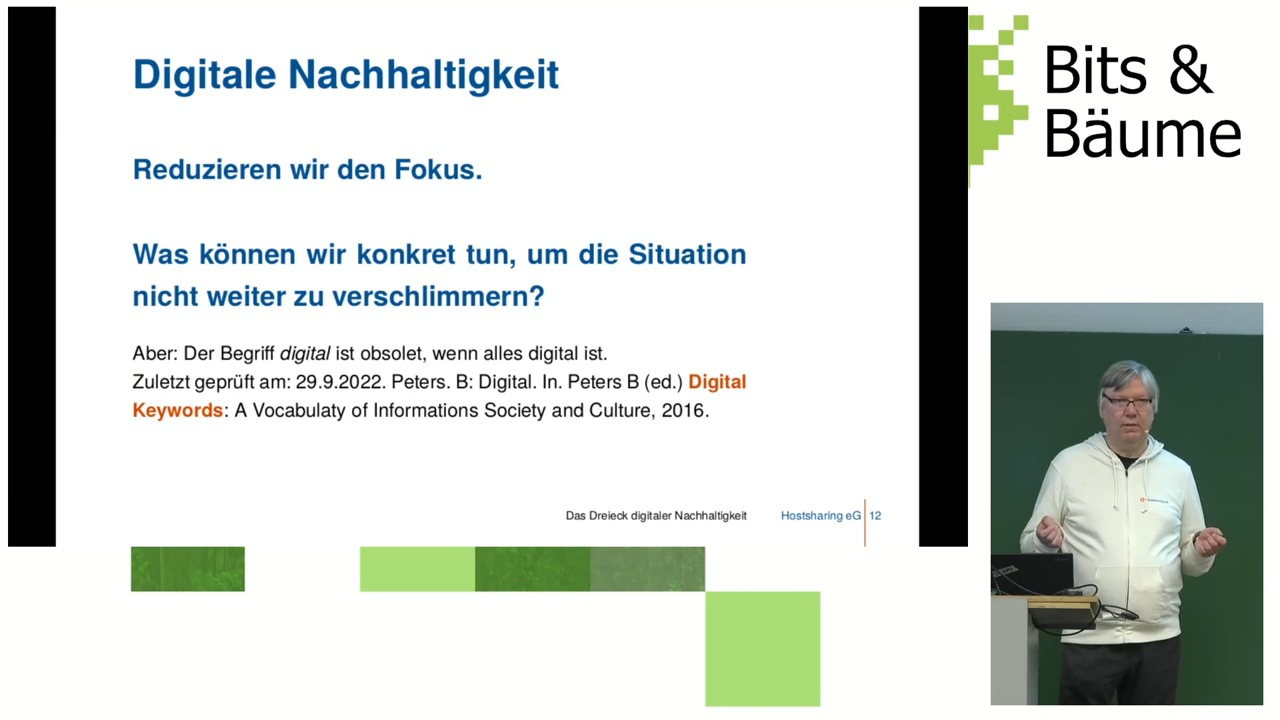 Digitale Nachhaltigkeit
Reduzieren wir den Fokus.
Was können wir konkret tun, um die Situation
nicht weiter zu verschlimmern?
Aber: Der Begriff digital ist obsolet, wenn alles digital ist.
Zuletzt geprüft am: 29.9.2022. Peters. B: Digital. In. Peters B (ed.) Digital
Keywords: A Vocabulaty of Informations Society and Culture, 2016.
Das Dreieck digitaler Nachhaltigkeit Hostsharing eG 12
Bits &
Bäume